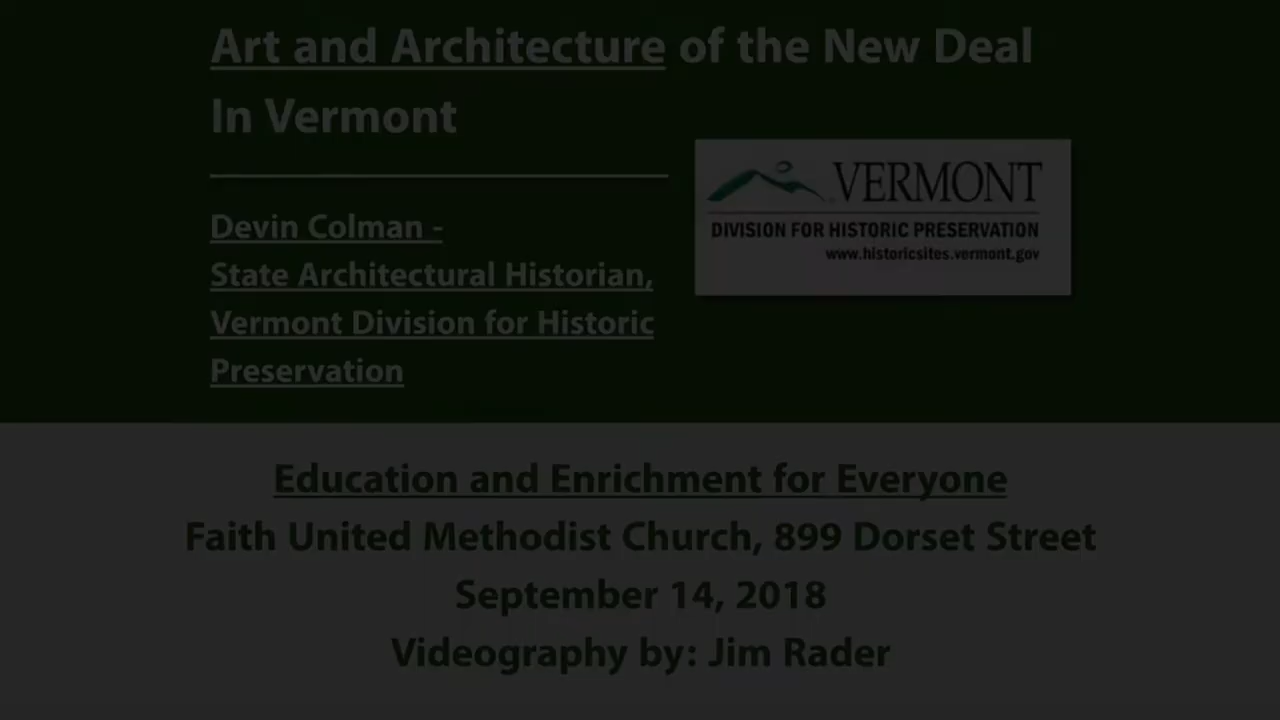 Art and Architecture of the New Deal
In Vermont
Devin Colman -
State Architectural Historian,
Vermont Division for Historic
Preservation
VERMONT
DIVISION FOR HISTORIC PRESERVATION
www.historicsites.vermont.gov
Education and Enrichment for Everyone
Faith United Methodist Church, 899 Dorset Street
September 14, 2018
Videography by: Jim Rader